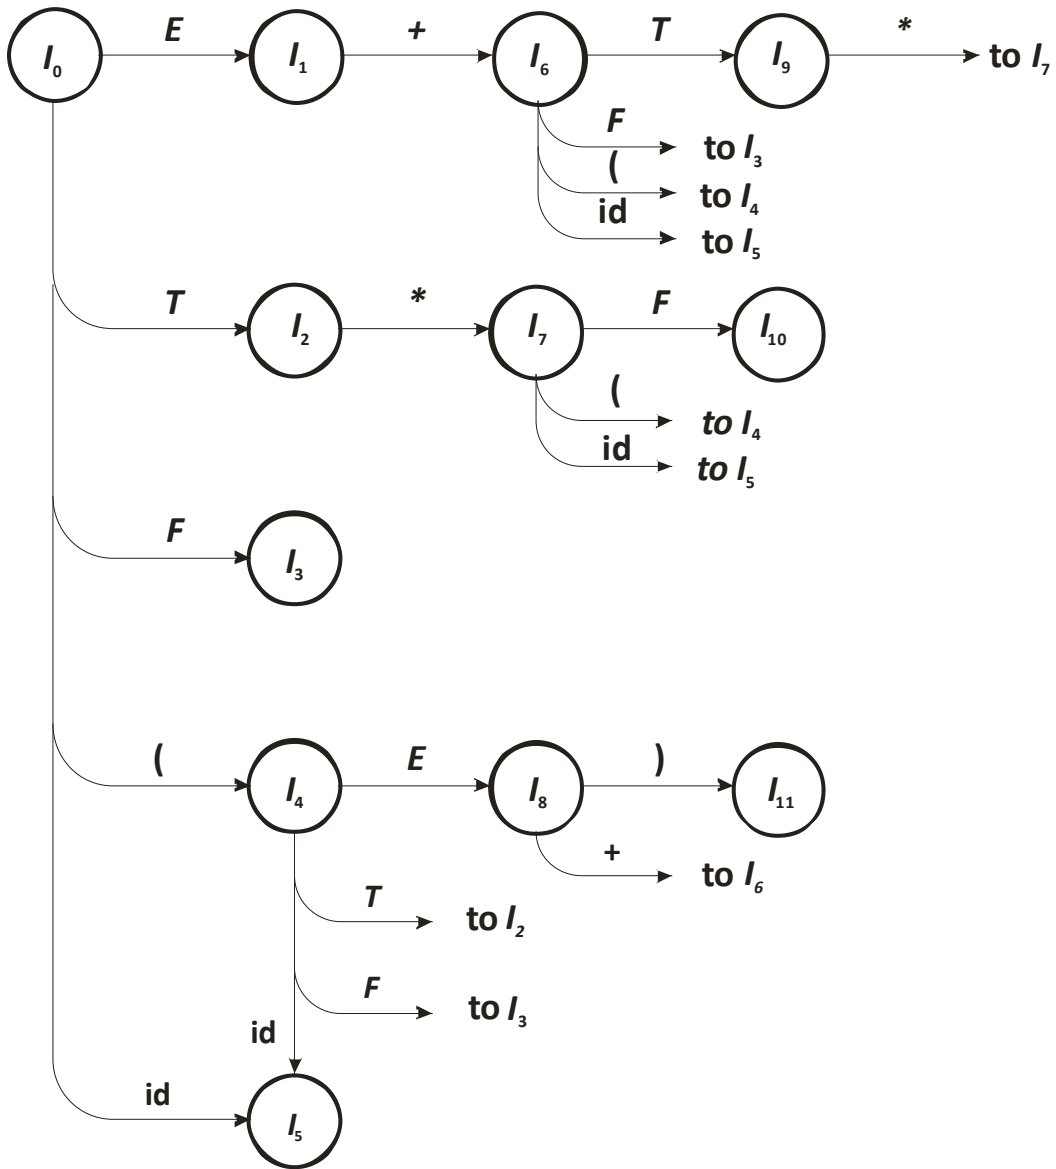 I₀ E I₁ + I₆ T I₉ * to I₇
F to I₃
( to I₄
id to I₅
T I₂ * I₇ F I₁₀
( to I₄
id to I₅
F I₃
( I₄ E I₈ ) I₁₁
+ to I₆
T to I₂
F to I₃
id
id I₅